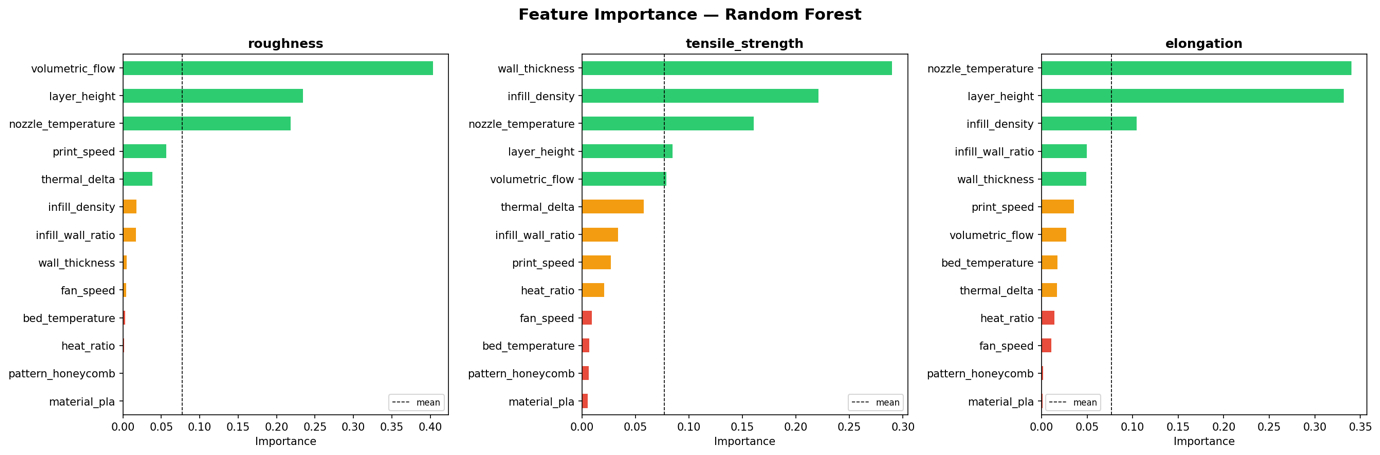 Feature Importance — Random Forest
roughness
volumetric_flow
layer_height
nozzle_temperature
print_speed
thermal_delta
infill_density
infill_wall_ratio
wall_thickness
fan_speed
bed_temperature
heat_ratio
pattern_honeycomb
material_pla
mean
0.00 0.05 0.10 0.15 0.20 0.25 0.30 0.35 0.40
Importance
tensile_strength
wall_thickness
infill_density
nozzle_temperature
layer_height
volumetric_flow
thermal_delta
infill_wall_ratio
print_speed
heat_ratio
fan_speed
bed_temperature
pattern_honeycomb
material_pla
mean
0.00 0.05 0.10 0.15 0.20 0.25 0.30
Importance
elongation
nozzle_temperature
layer_height
infill_density
infill_wall_ratio
wall_thickness
print_speed
volumetric_flow
bed_temperature
thermal_delta
heat_ratio
fan_speed
pattern_honeycomb
material_pla
mean
0.00 0.05 0.10 0.15 0.20 0.25 0.30 0.35
Importance